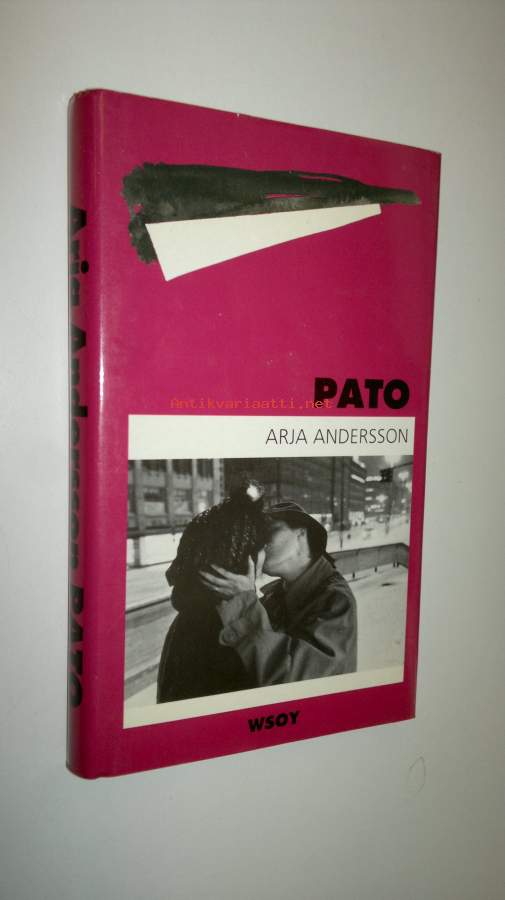 PATO
Antikvariaatti.net
ARJA ANDERSSON
WSOY
Arja Andersson PATO